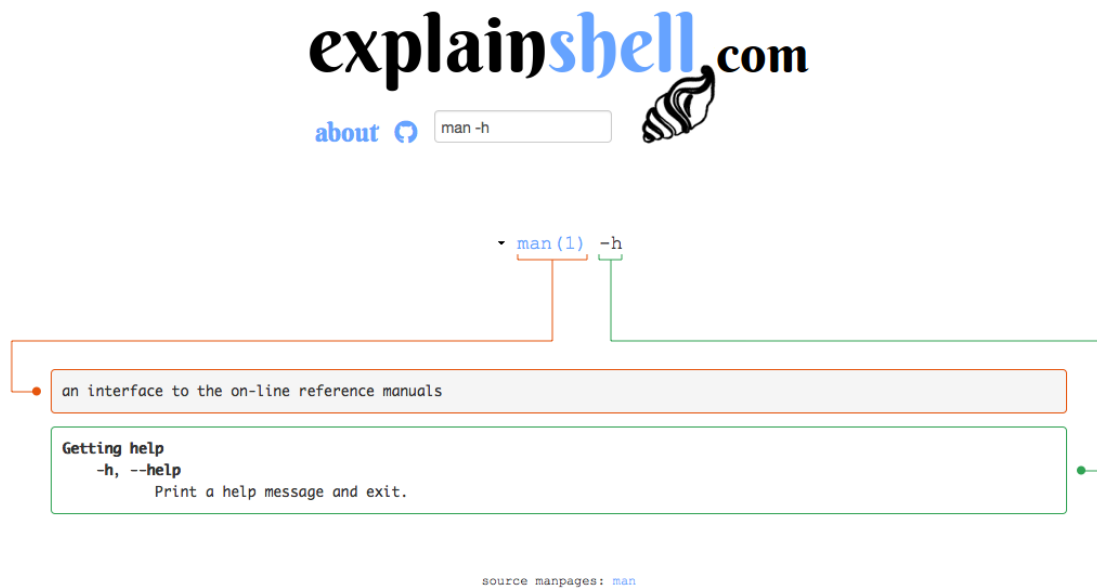 explainshell.com
about
man -h
man(1) -h
an interface to the on-line reference manuals
Getting help
-h, --help
Print a help message and exit.
source manpages: man